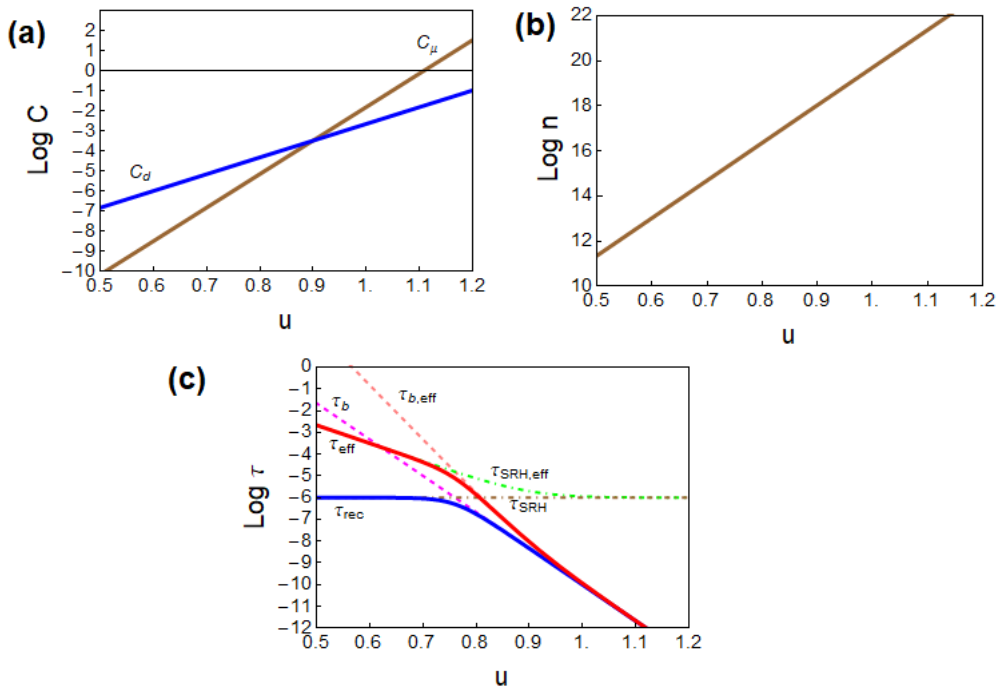 (a)
Log C
2
1
0
−1
−2
−3
−4
−5
−6
−7
−8
−9
−10
C_μ
C_d
0.5 0.6 0.7 0.8 0.9 1. 1.1 1.2
u
(b)
Log n
22
20
18
16
14
12
10
0.5 0.6 0.7 0.8 0.9 1. 1.1 1.2
u
(c)
Log τ
0
−1
−2
−3
−4
−5
−6
−7
−8
−9
−10
−11
−12
τ_b
τ_b,eff
τ_eff
τ_SRH,eff
τ_SRH
τ_rec
0.5 0.6 0.7 0.8 0.9 1. 1.1 1.2
u